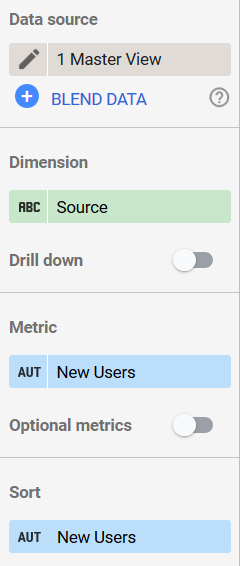 Data source
1 Master View
+ BLEND DATA ?
Dimension
ABC Source
Drill down
Metric
AUT New Users
Optional metrics
Sort
AUT New Users